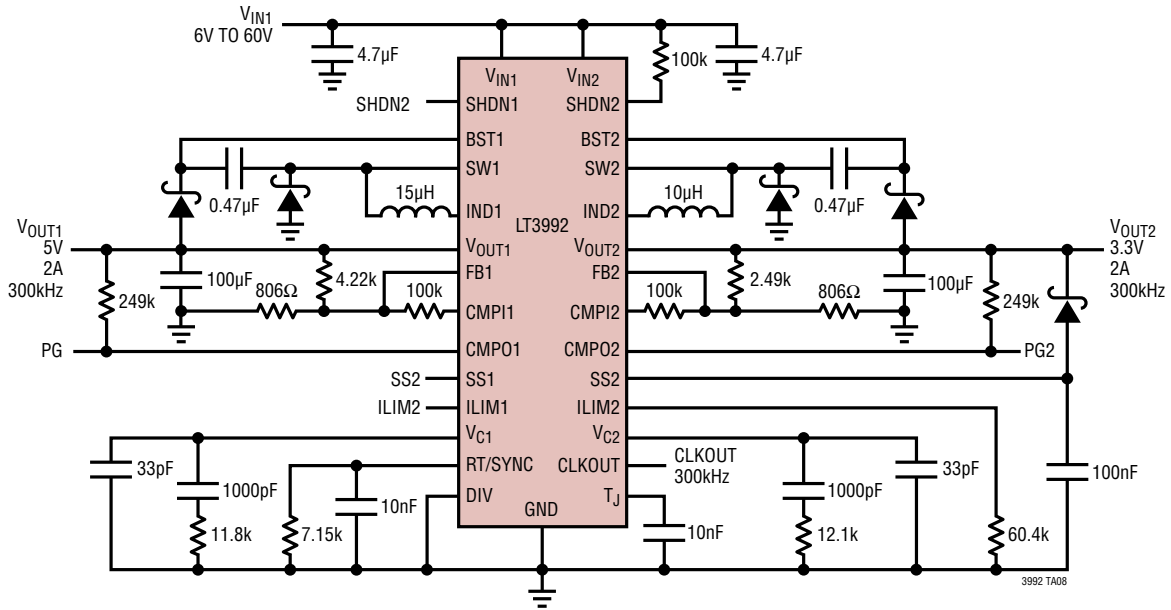 VIN1
6V TO 60V
4.7µF
VIN1
VIN2
100k
4.7µF
SHDN2
SHDN1
SHDN2
BST1
BST2
SW1
SW2
0.47µF
15µH
10µH
0.47µF
IND1
LT3992
IND2
VOUT1
5V
2A
300kHz
VOUT1
VOUT2
VOUT2
3.3V
2A
300kHz
100µF
4.22k
FB1
FB2
2.49k
100µF
249k
806Ω
100k
CMPI1
CMPI2
100k
806Ω
249k
PG
CMPO1
CMPO2
PG2
SS2
SS1
SS2
ILIM2
ILIM1
ILIM2
VC1
VC2
33pF
1000pF
RT/SYNC
CLKOUT
CLKOUT
300kHz
1000pF
33pF
100nF
11.8k
7.15k
10nF
DIV
GND
TJ
10nF
12.1k
60.4k
3992 TA08